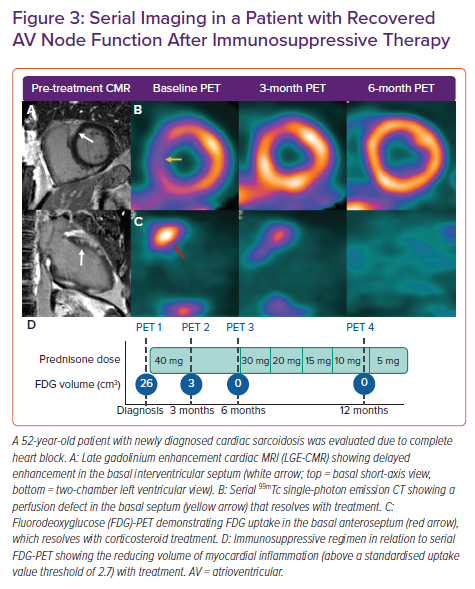 Figure 3: Serial Imaging in a Patient with Recovered
AV Node Function After Immunosuppressive Therapy
Pre-treatment CMR Baseline PET 3-month PET 6-month PET
A
B
C
D
PET 1 PET 2 PET 3 PET 4
Prednisone dose 40 mg 30 mg 20 mg 15 mg 10 mg 5 mg
FDG volume (cm³) 26 3 0 0
Diagnosis 3 months 6 months 12 months
A 52-year-old patient with newly diagnosed cardiac sarcoidosis was evaluated due to complete
heart block. A: Late gadolinium enhancement cardiac MRI (LGE-CMR) showing delayed
enhancement in the basal interventricular septum (white arrow; top = basal short-axis view,
bottom = two-chamber left ventricular view). B: Serial ⁹⁹ᵐTc single-photon emission CT showing a
perfusion defect in the basal septum (yellow arrow) that resolves with treatment. C:
Fluorodeoxyglucose (FDG)-PET demonstrating FDG uptake in the basal anteroseptum (red arrow),
which resolves with corticosteroid treatment. D: Immunosuppressive regimen in relation to serial
FDG-PET showing the reducing volume of myocardial inflammation (above a standardised uptake
value threshold of 2.7) with treatment. AV = atrioventricular.